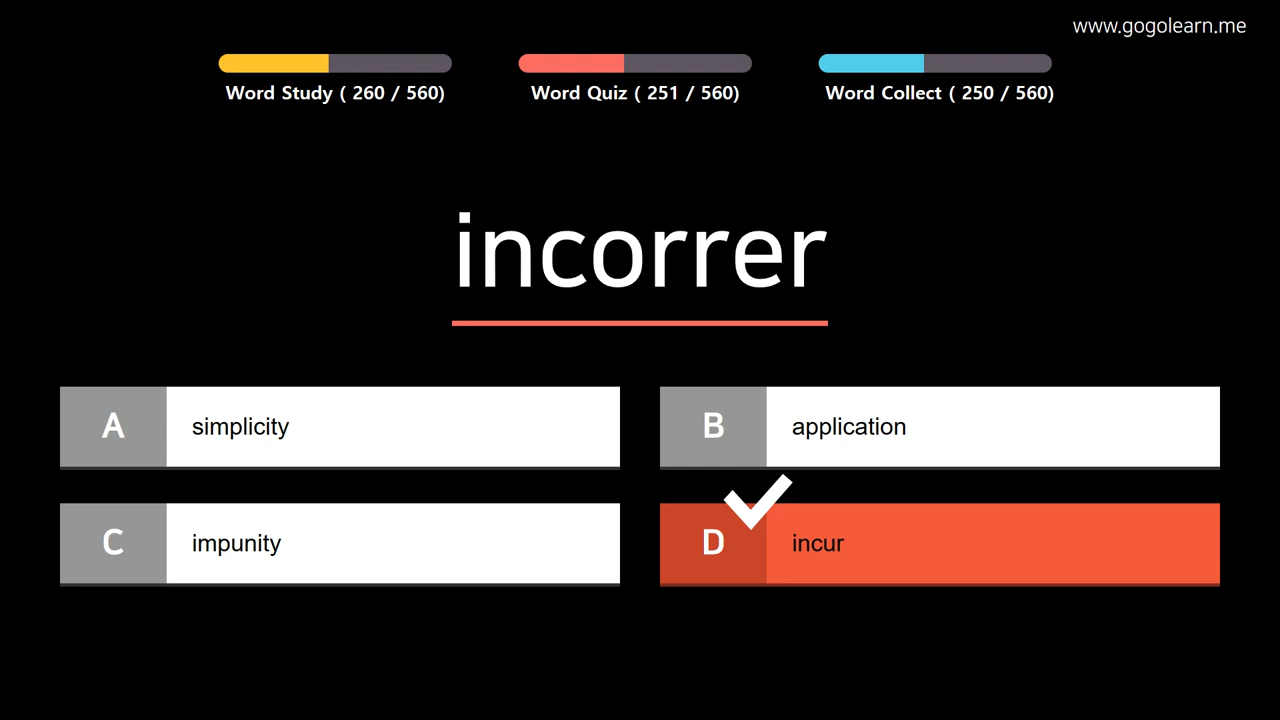 www.gogolearn.me
Word Study ( 260 / 560)
Word Quiz ( 251 / 560)
Word Collect ( 250 / 560)
incorrer
A simplicity
B application
C impunity
D incur